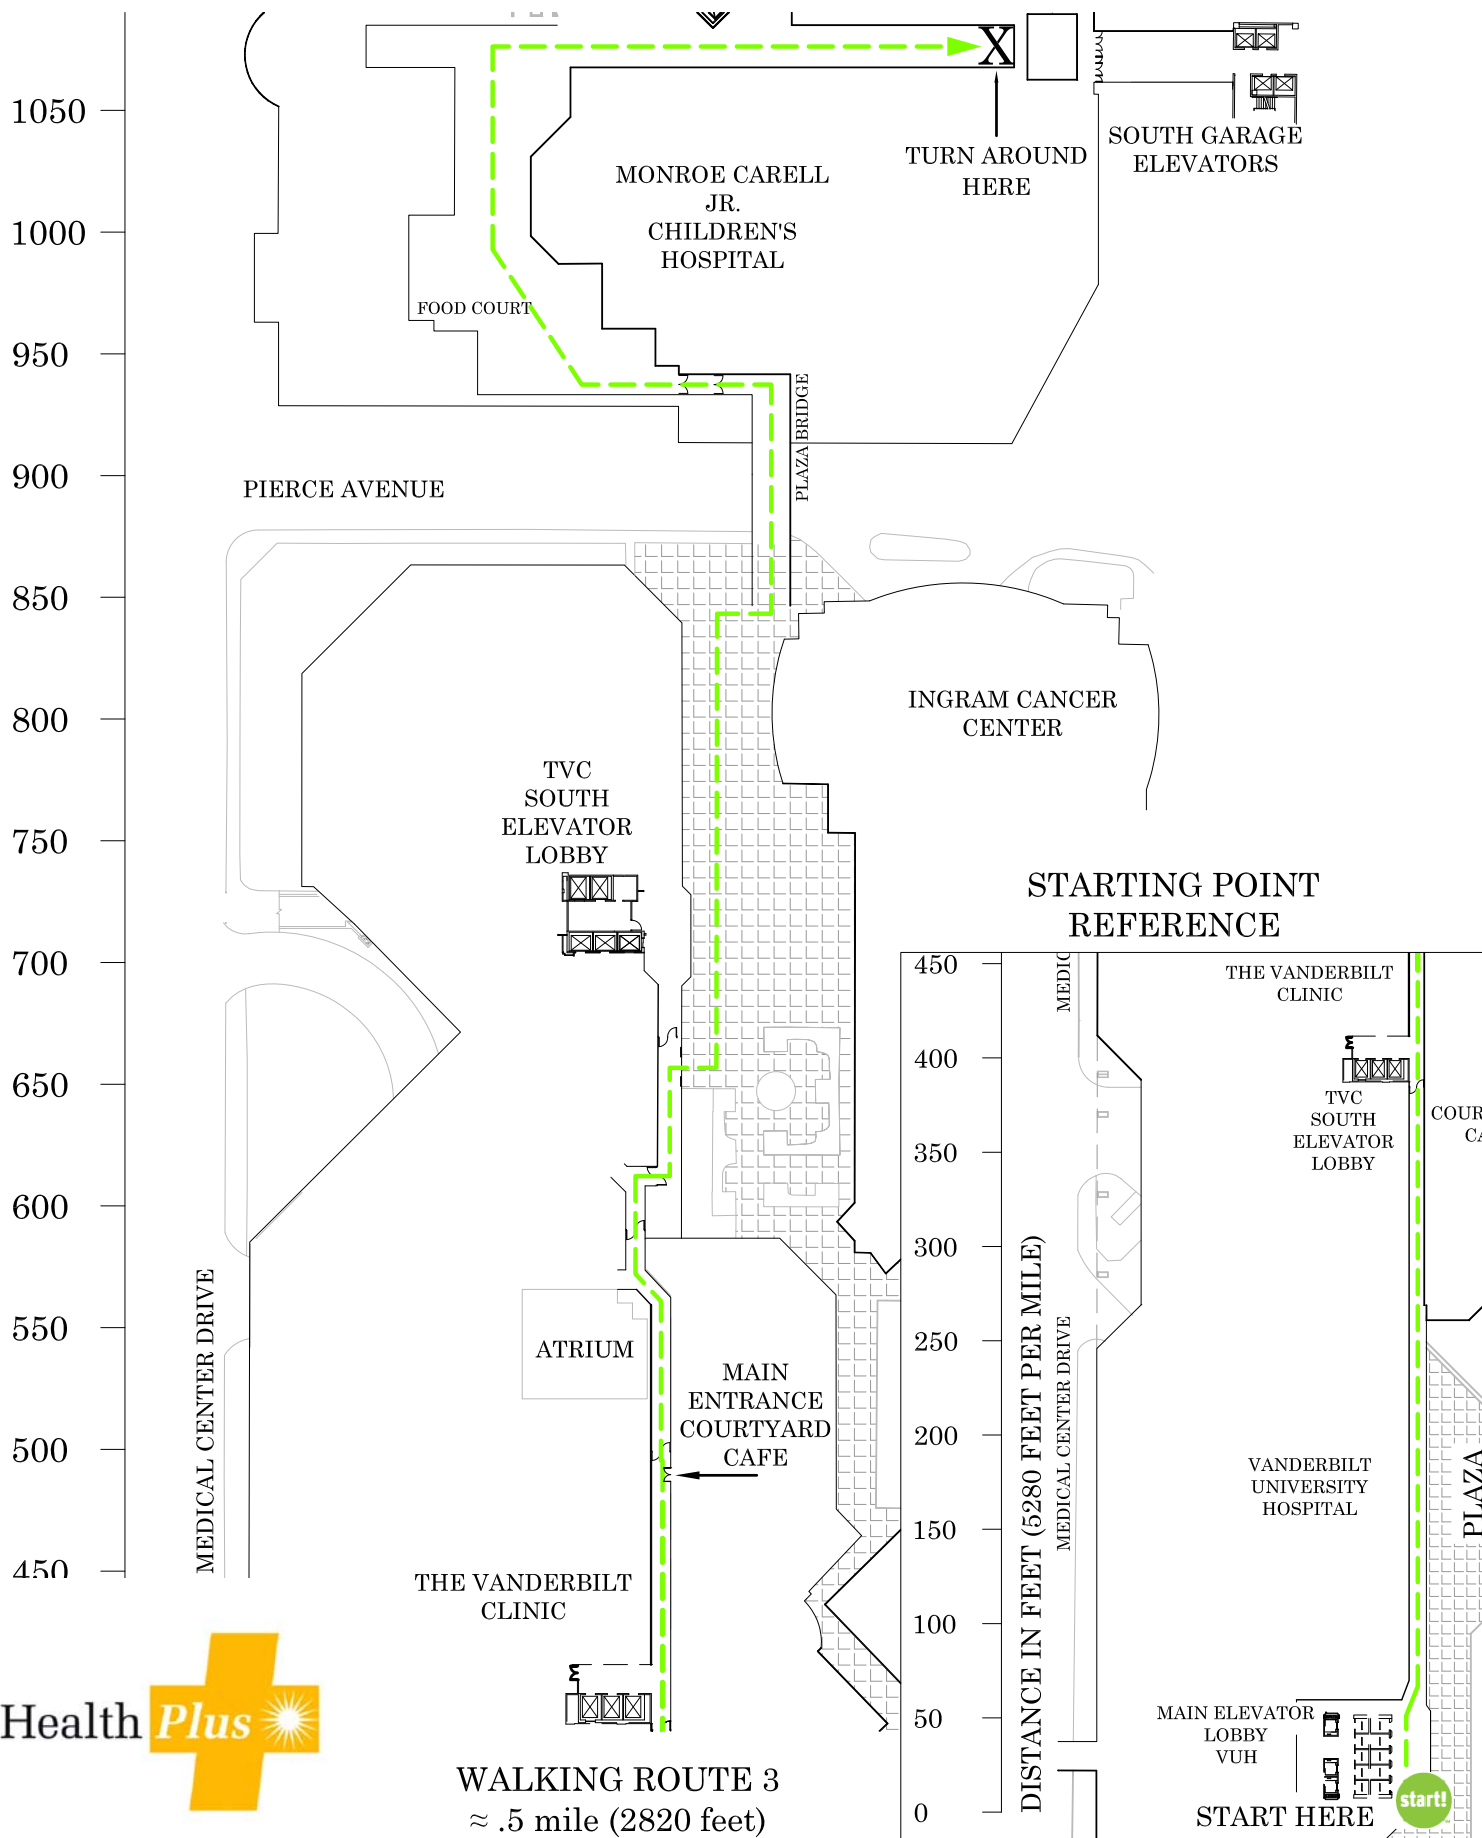 1050
1000
950
900
850
800
750
700
650
600
550
500
450
X
TURN AROUND
HERE
SOUTH GARAGE
ELEVATORS
MONROE CARELL
JR.
CHILDREN'S
HOSPITAL
FOOD COURT
PLAZA BRIDGE
PIERCE AVENUE
INGRAM CANCER
CENTER
TVC
SOUTH
ELEVATOR
LOBBY
MEDICAL CENTER DRIVE
ATRIUM
MAIN
ENTRANCE
COURTYARD
CAFE
THE VANDERBILT
CLINIC
Health Plus
WALKING ROUTE 3
≈ .5 mile (2820 feet)
STARTING POINT
REFERENCE
450
400
350
300
250
200
150
100
50
0
DISTANCE IN FEET (5280 FEET PER MILE)
MEDIC
MEDICAL CENTER DRIVE
THE VANDERBILT
CLINIC
TVC
SOUTH
ELEVATOR
LOBBY
COUR
CA
VANDERBILT
UNIVERSITY
HOSPITAL
PLAZA
MAIN ELEVATOR
LOBBY
VUH
START HERE
start!